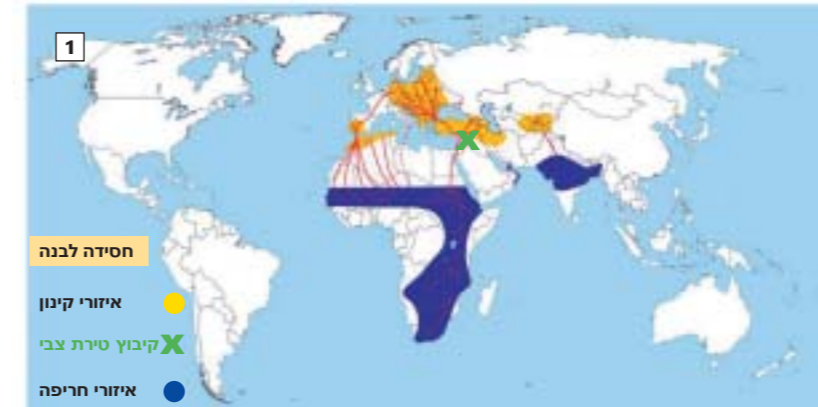 1
חסידה לבנה
איזורי קינון
קיבוץ טירת צבי
איזורי חריפה